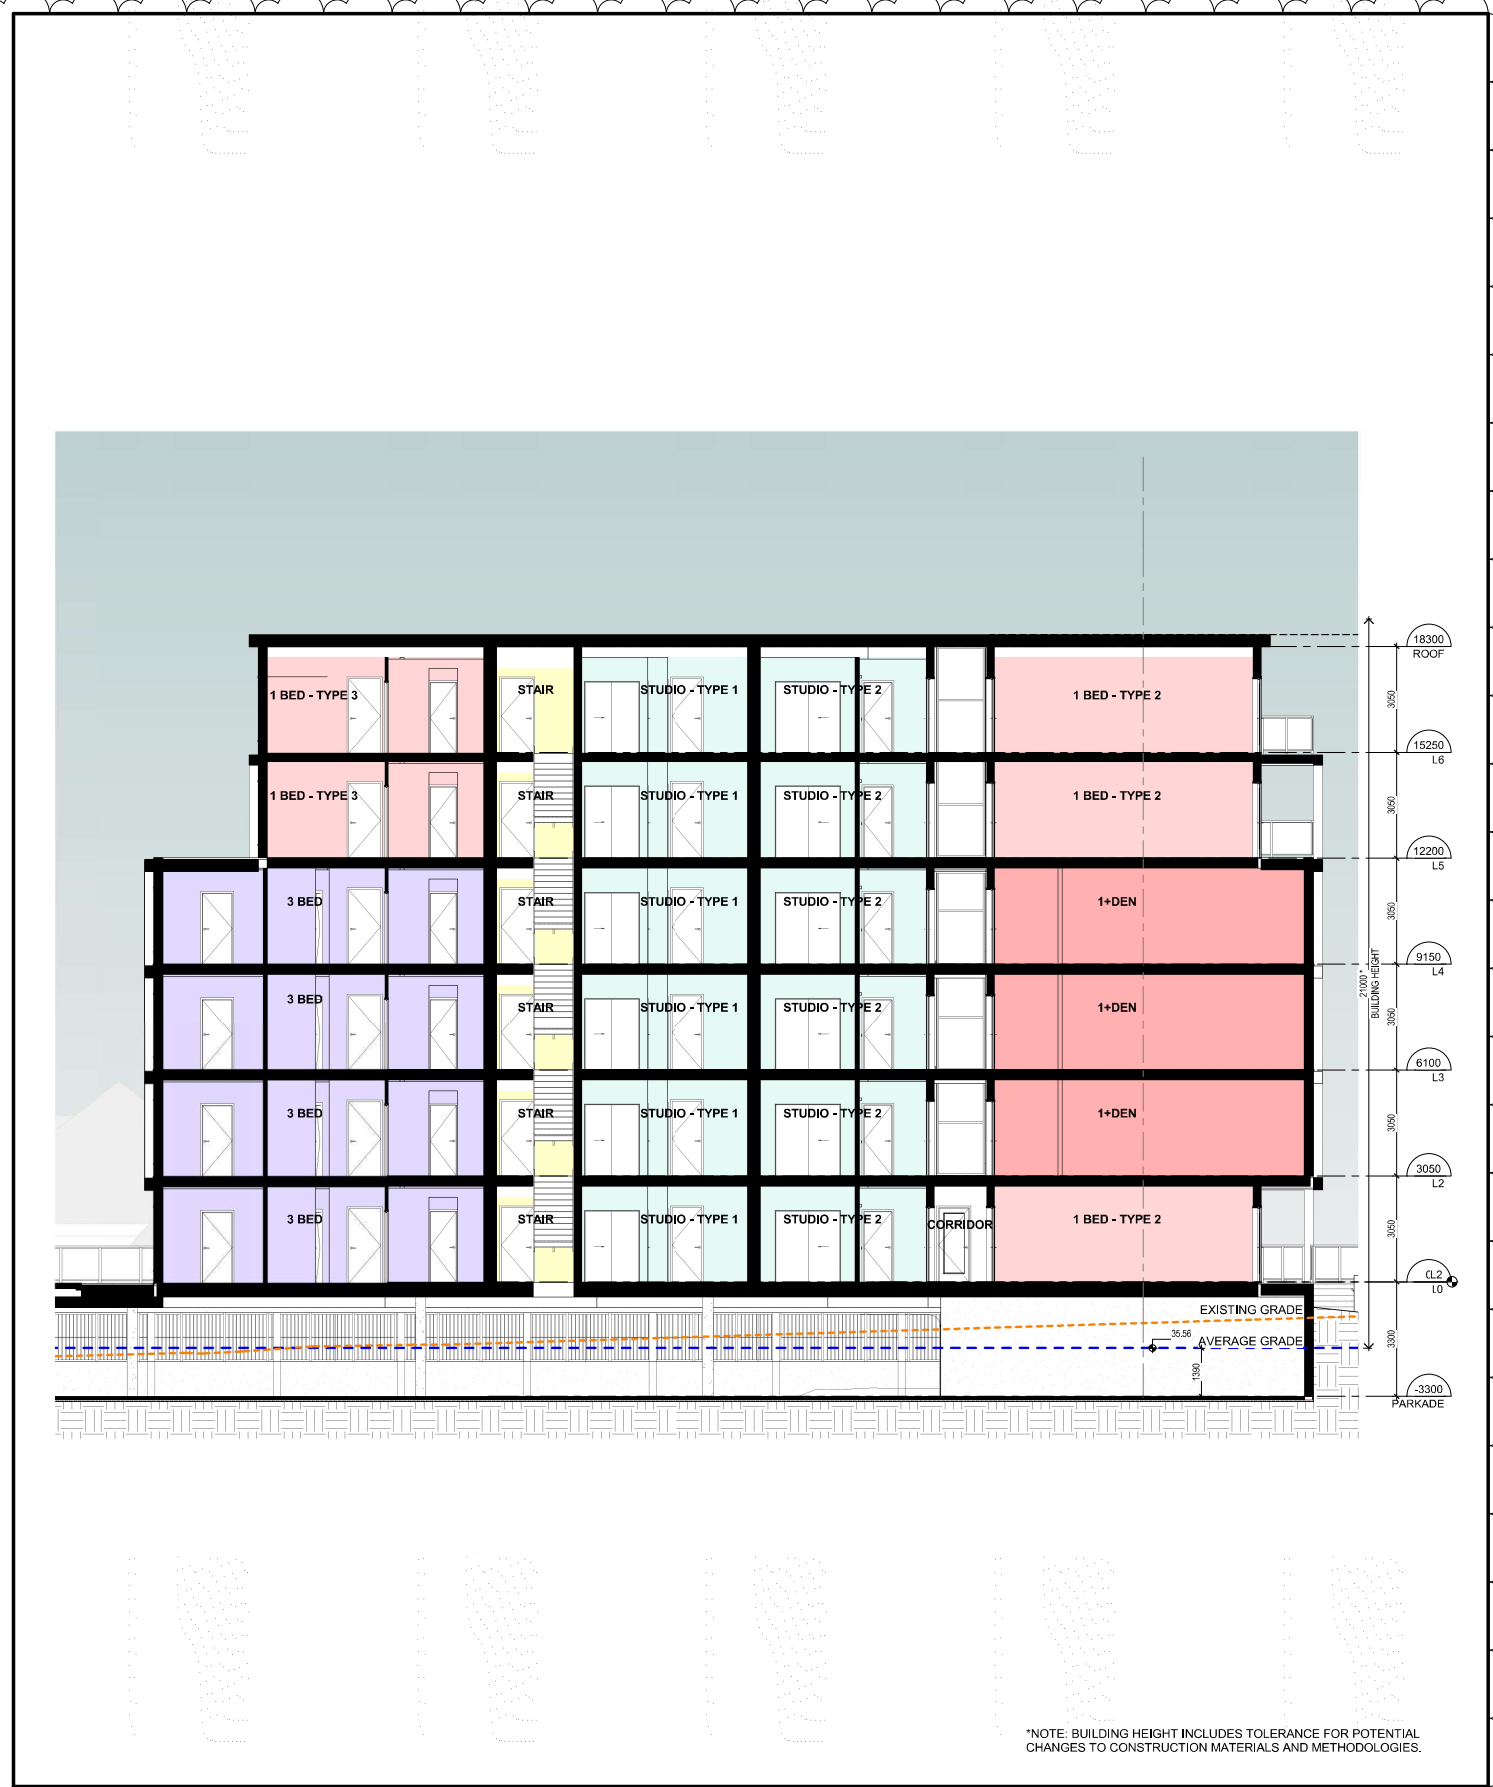 18300
ROOF
1 BED - TYPE 3
STAIR
STUDIO - TYPE 1
STUDIO - TYPE 2
1 BED - TYPE 2
3050
15250
L6
1 BED - TYPE 3
STAIR
STUDIO - TYPE 1
STUDIO - TYPE 2
1 BED - TYPE 2
3050
12200
L5
3 BED
STAIR
STUDIO - TYPE 1
STUDIO - TYPE 2
1+DEN
3050
9150
L4
21000 *
BUILDING HEIGHT
3 BED
STAIR
STUDIO - TYPE 1
STUDIO - TYPE 2
1+DEN
3050
6100
L3
3 BED
STAIR
STUDIO - TYPE 1
STUDIO - TYPE 2
1+DEN
3050
3050
L2
3 BED
STAIR
STUDIO - TYPE 1
STUDIO - TYPE 2
CORRIDOR
1 BED - TYPE 2
3050
EXISTING GRADE
35.56
AVERAGE GRADE
3300
1390
-3300
PARKADE
*NOTE: BUILDING HEIGHT INCLUDES TOLERANCE FOR POTENTIAL
CHANGES TO CONSTRUCTION MATERIALS AND METHODOLOGIES.